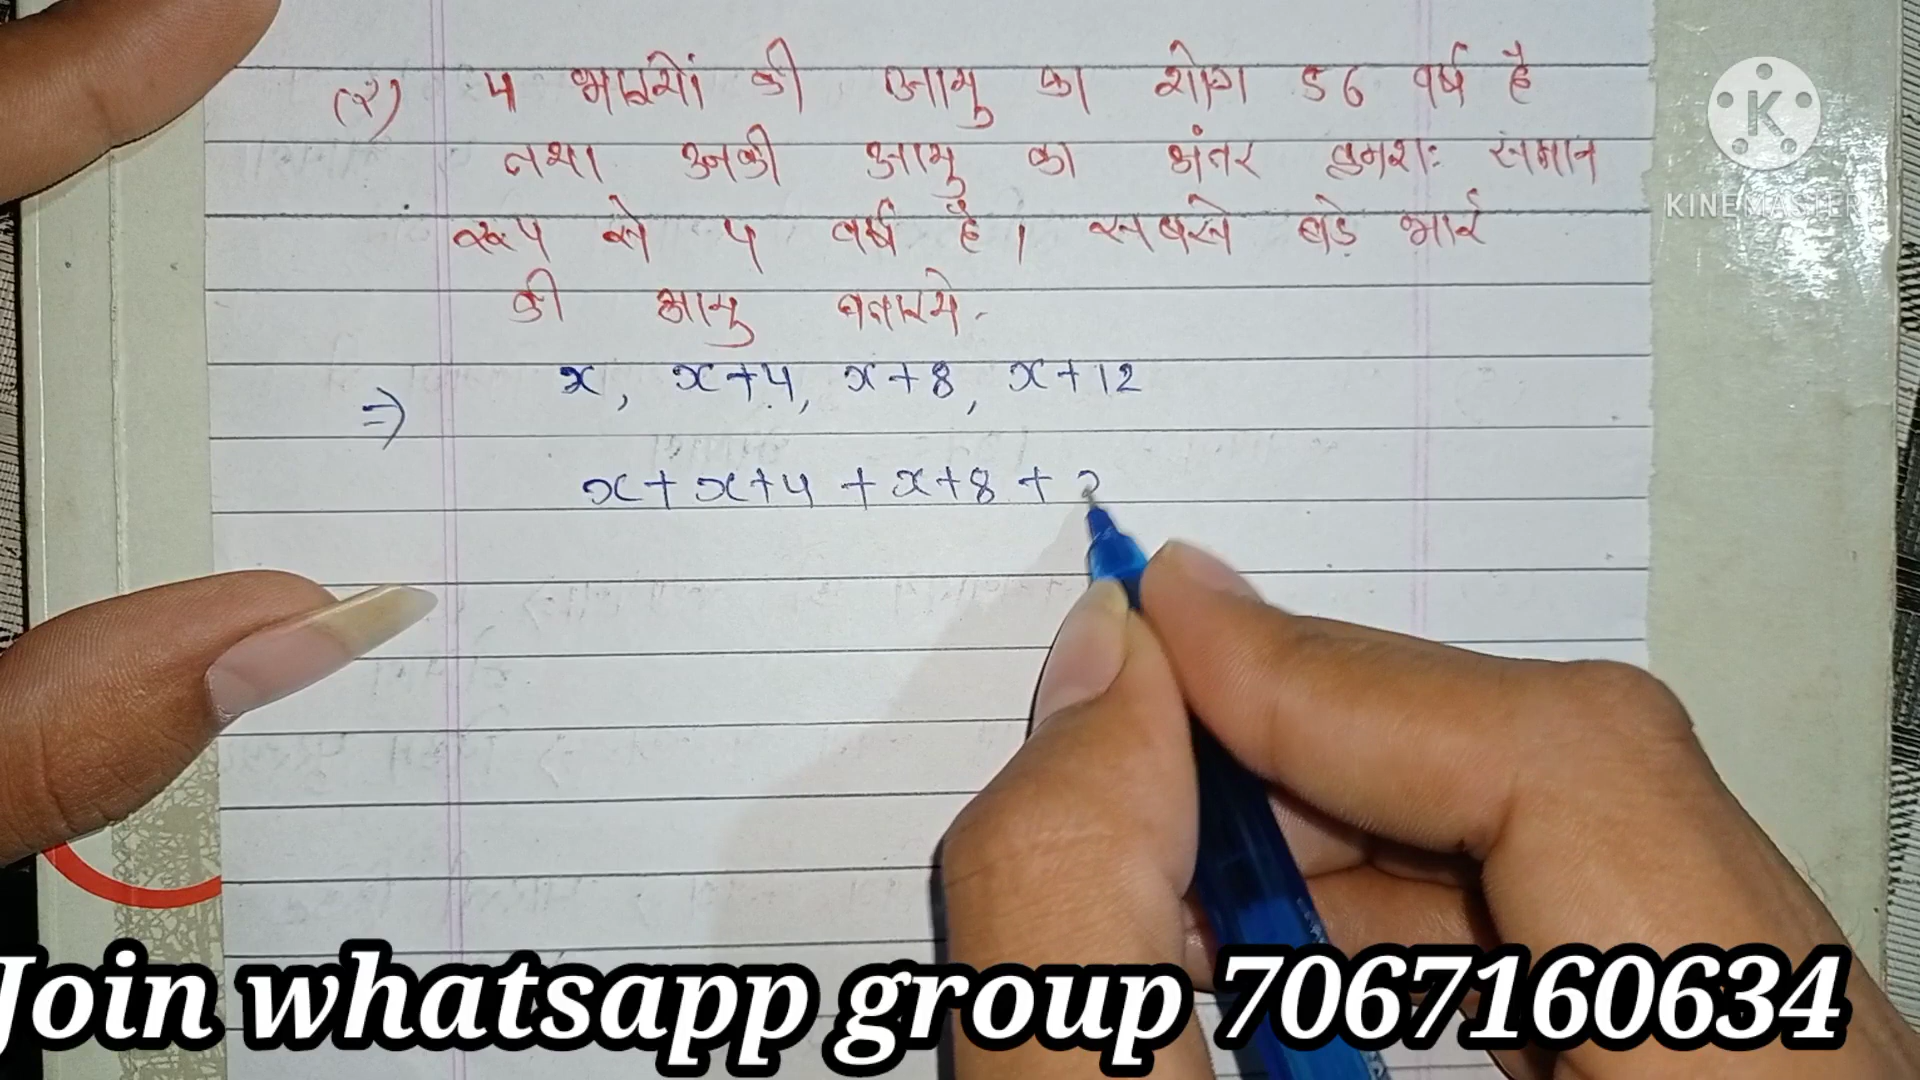 (२) 4 भाइयों की आयु का योग 56 वर्ष है
तथा उनकी आयु का अंतर क्रमशः समान
रूप से 4 वर्ष है। सबसे बड़े भाई
की आयु बताइये-
⇒ x, x+4, x+8, x+12
x + x+4 + x+8 +
K
KINEMASTER
Join whatsapp group 7067160634